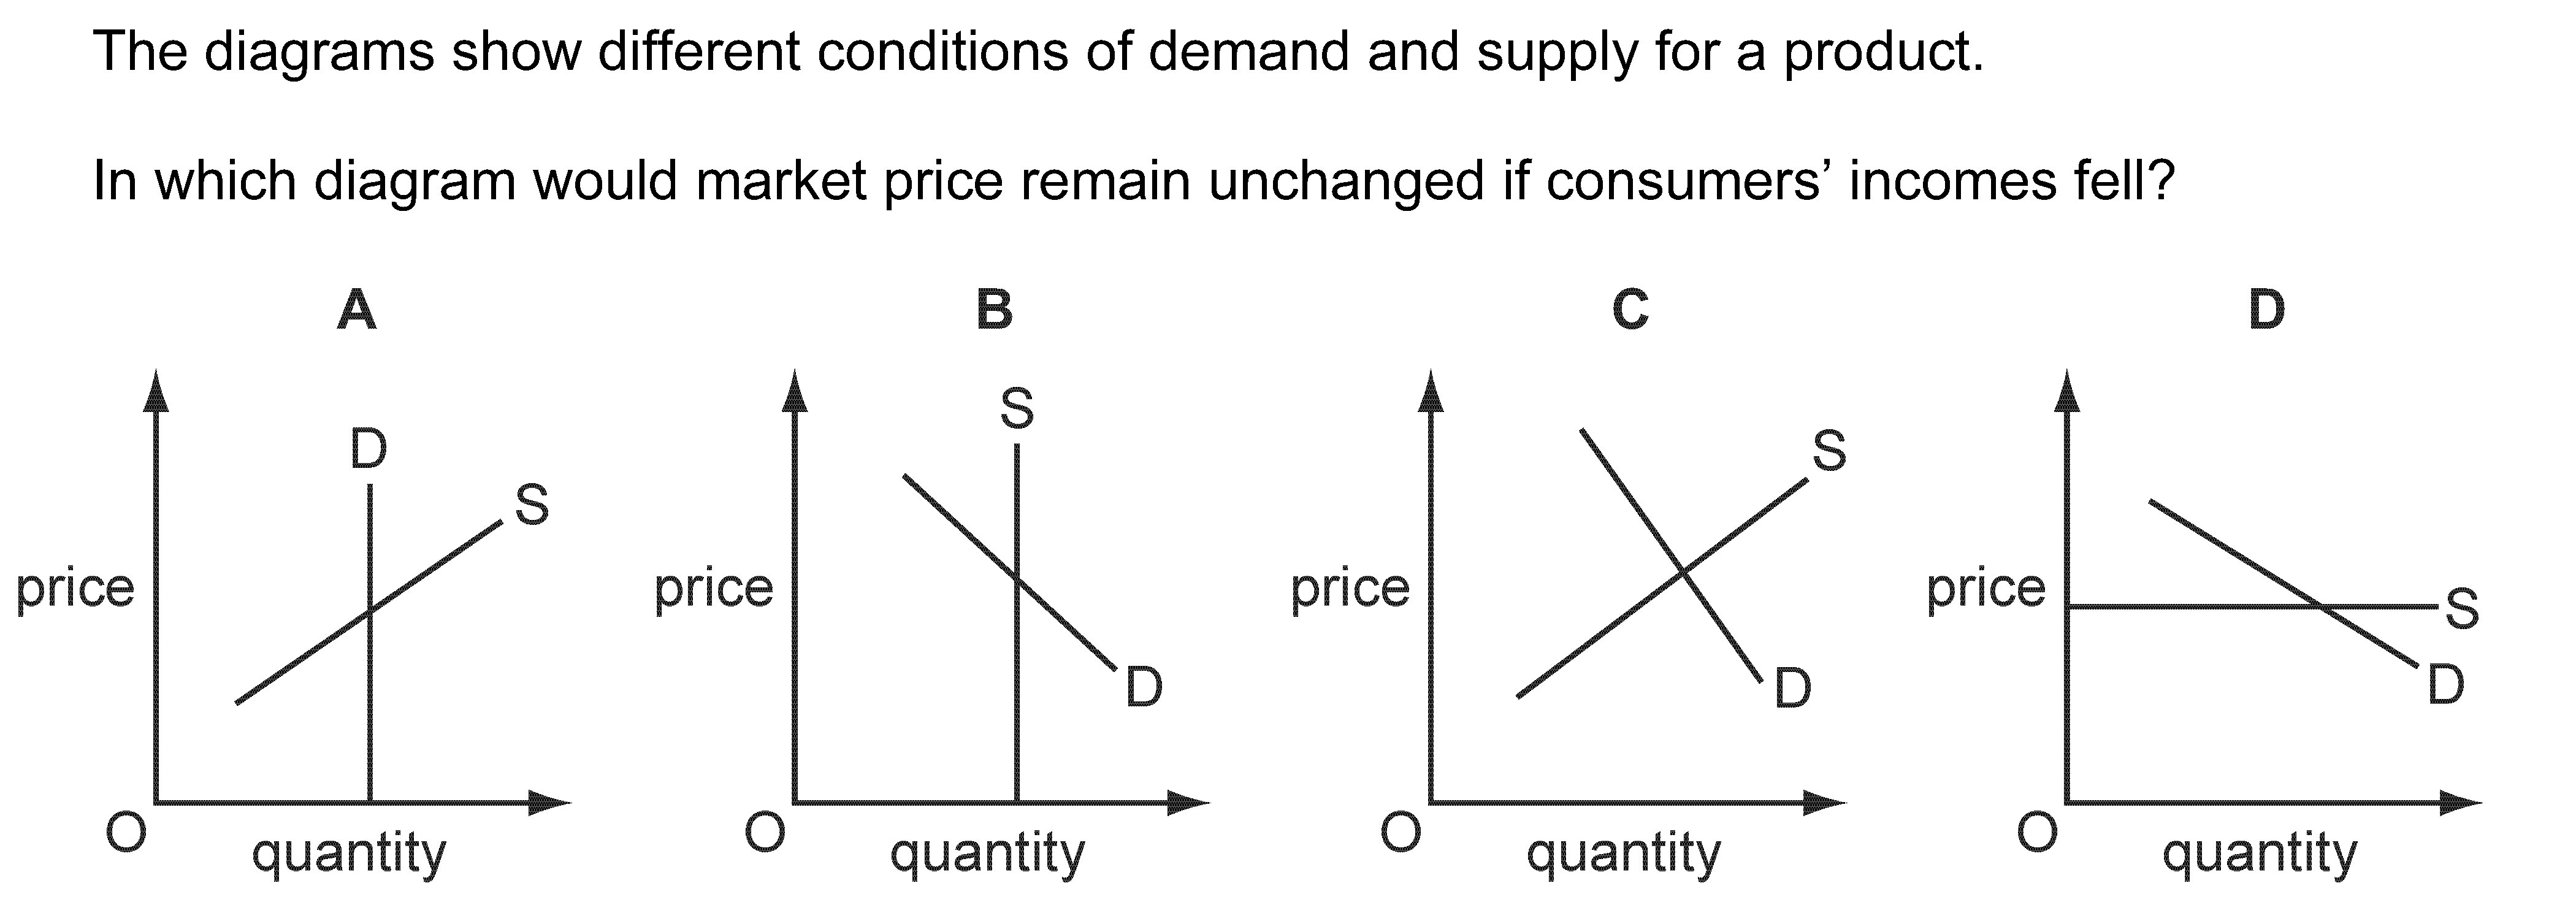 The diagrams show different conditions of demand and supply for a product.
In which diagram would market price remain unchanged if consumers’ incomes fell?
A
D
S
price
O
quantity
B
S
D
price
O
quantity
C
S
D
price
O
quantity
D
S
D
price
O
quantity